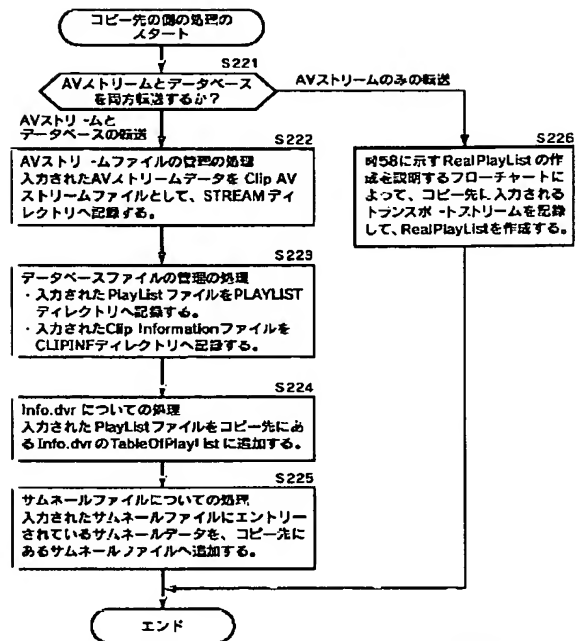 コピー先の側の処理の
スタート
S221
AVストリームとデータベース
を両方転送するか?
AVストリームのみの転送
AVストリームと
データベースの転送
S222
AVストリームファイルの管理の処理
入力されたAVストリームデータを Clip AV
ストリームファイルとして、STREAM ディ
レクトリへ記録する。
S226
図58に示す RealPlayList の作
成を説明するフローチャートに
よって、コピー先に入力される
トランスポートストリームを記録
して、RealPlayListを作成する。
S223
データベースファイルの管理の処理
・入力された PlayList ファイルをPLAYLIST
ディレクトリへ記録する。
・入力されたClip Informationファイルを
CLIPINFディレクトリへ記録する。
S224
Info.dvr についての処理
入力された PlayListファイルをコピー先にあ
る Info.dvr のTableOfPlayListに追加する。
S225
サムネールファイルについての処理
入力されたサムネールファイルにエントリー
されているサムネールデータを、コピー先に
あるサムネールファイルへ追加する。
エンド